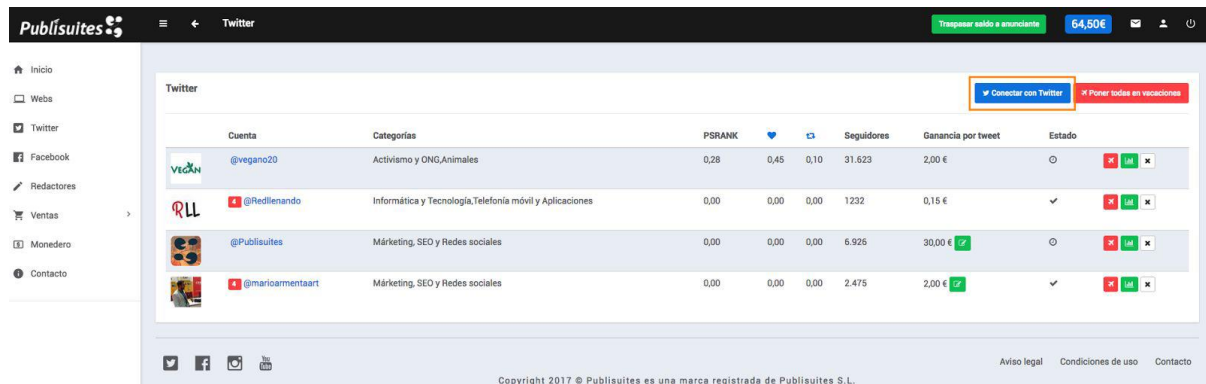 Publisuites
Twitter
Traspasar saldo a anunciante
64,50€
Inicio
Webs
Twitter
Facebook
Redactores
Ventas
Monedero
Contacto
Twitter
Conectar con Twitter
Poner todas en vacaciones
Cuenta Categorías PSRANK Seguidores Ganancia por tweet Estado
VEGAN @vegano20 Activismo y ONG,Animales 0,28 0,45 0,10 31.623 2,00 €
RLL 4 @Redllenando Informática y Tecnología,Telefonía móvil y Aplicaciones 0,00 0,00 0,00 1232 0,15 €
@Publisuites Márketing, SEO y Redes sociales 0,00 0,00 0,00 6.926 30,00 €
4 @marioarmentaart Márketing, SEO y Redes sociales 0,00 0,00 0,00 2.475 2,00 €
You Tube
Aviso legal Condiciones de uso Contacto
Copyright 2017 © Publisuites es una marca registrada de Publisuites S.L.